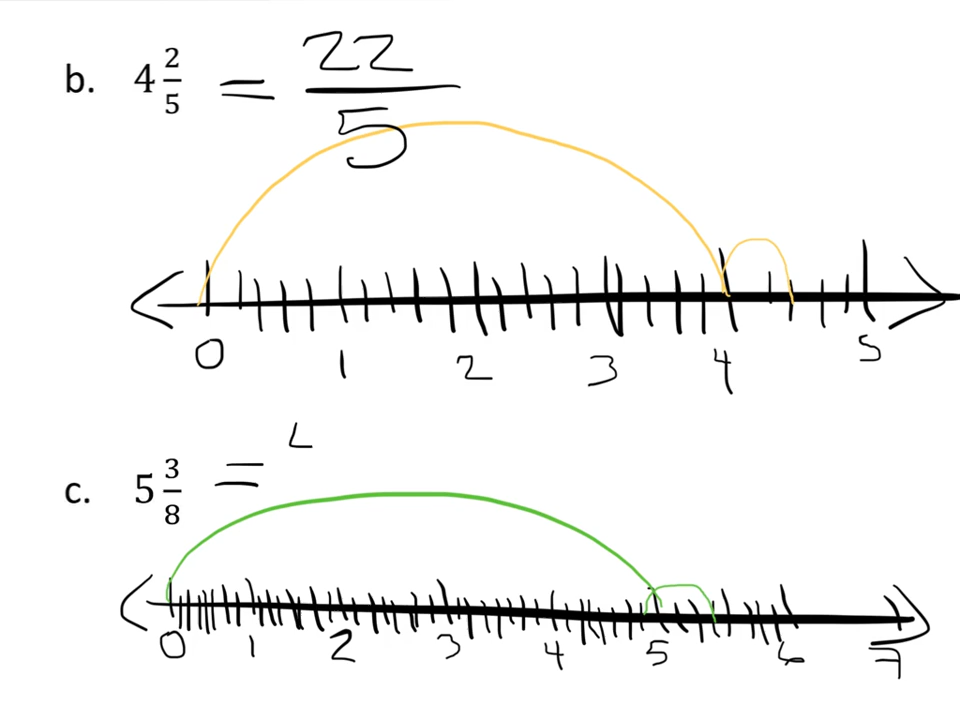 b. 4 2/5 = 22/5
0 1 2 3 4 5
c. 5 3/8 =
0 1 2 3 4 5 6 7